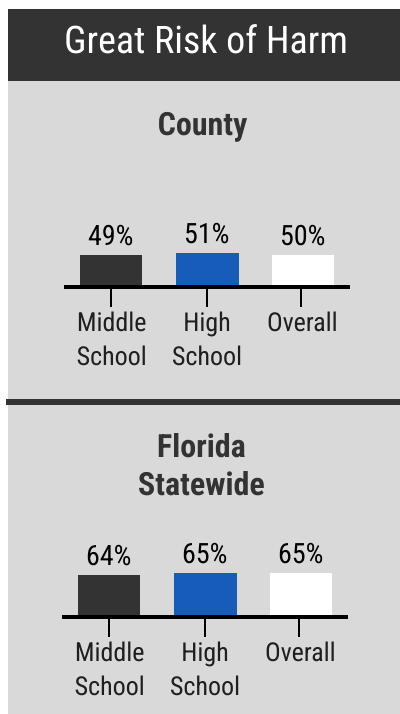 Great Risk of Harm
County
49% 51% 50%
Middle School High School Overall
Florida
Statewide
64% 65% 65%
Middle School High School Overall